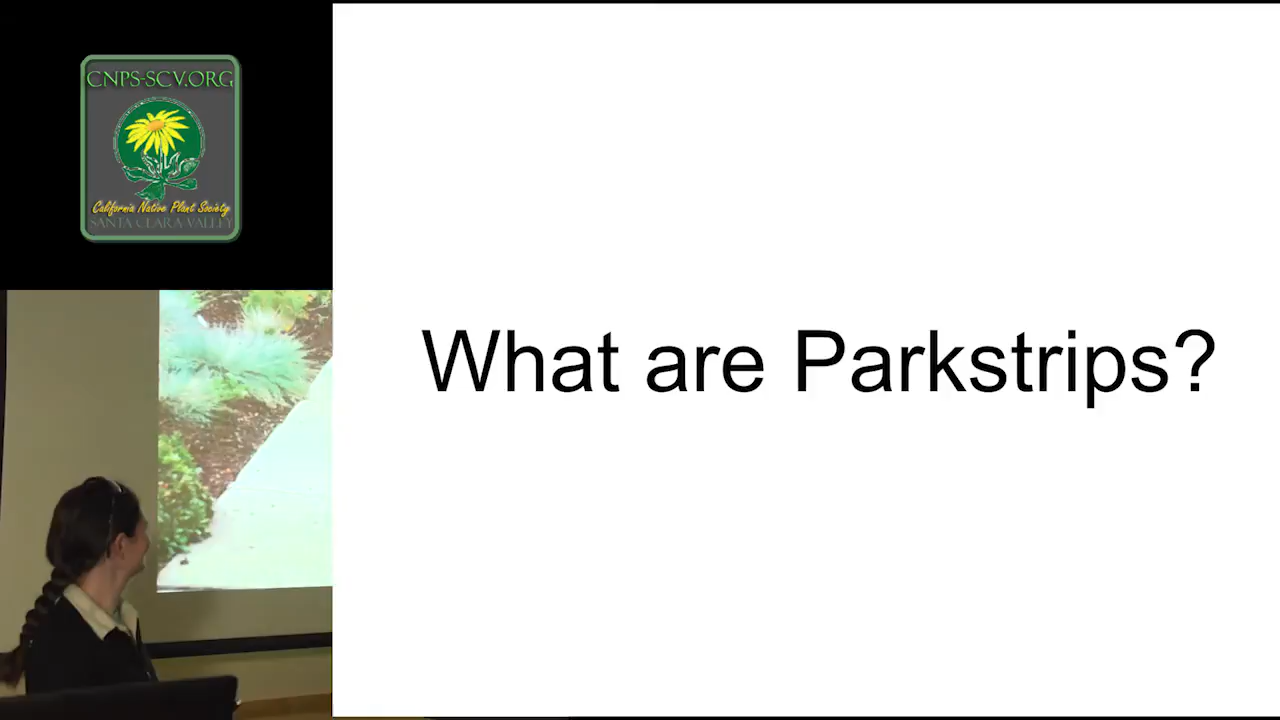 CNPS-SCV.ORG
California Native Plant Society
SANTA CLARA VALLEY
What are Parkstrips?